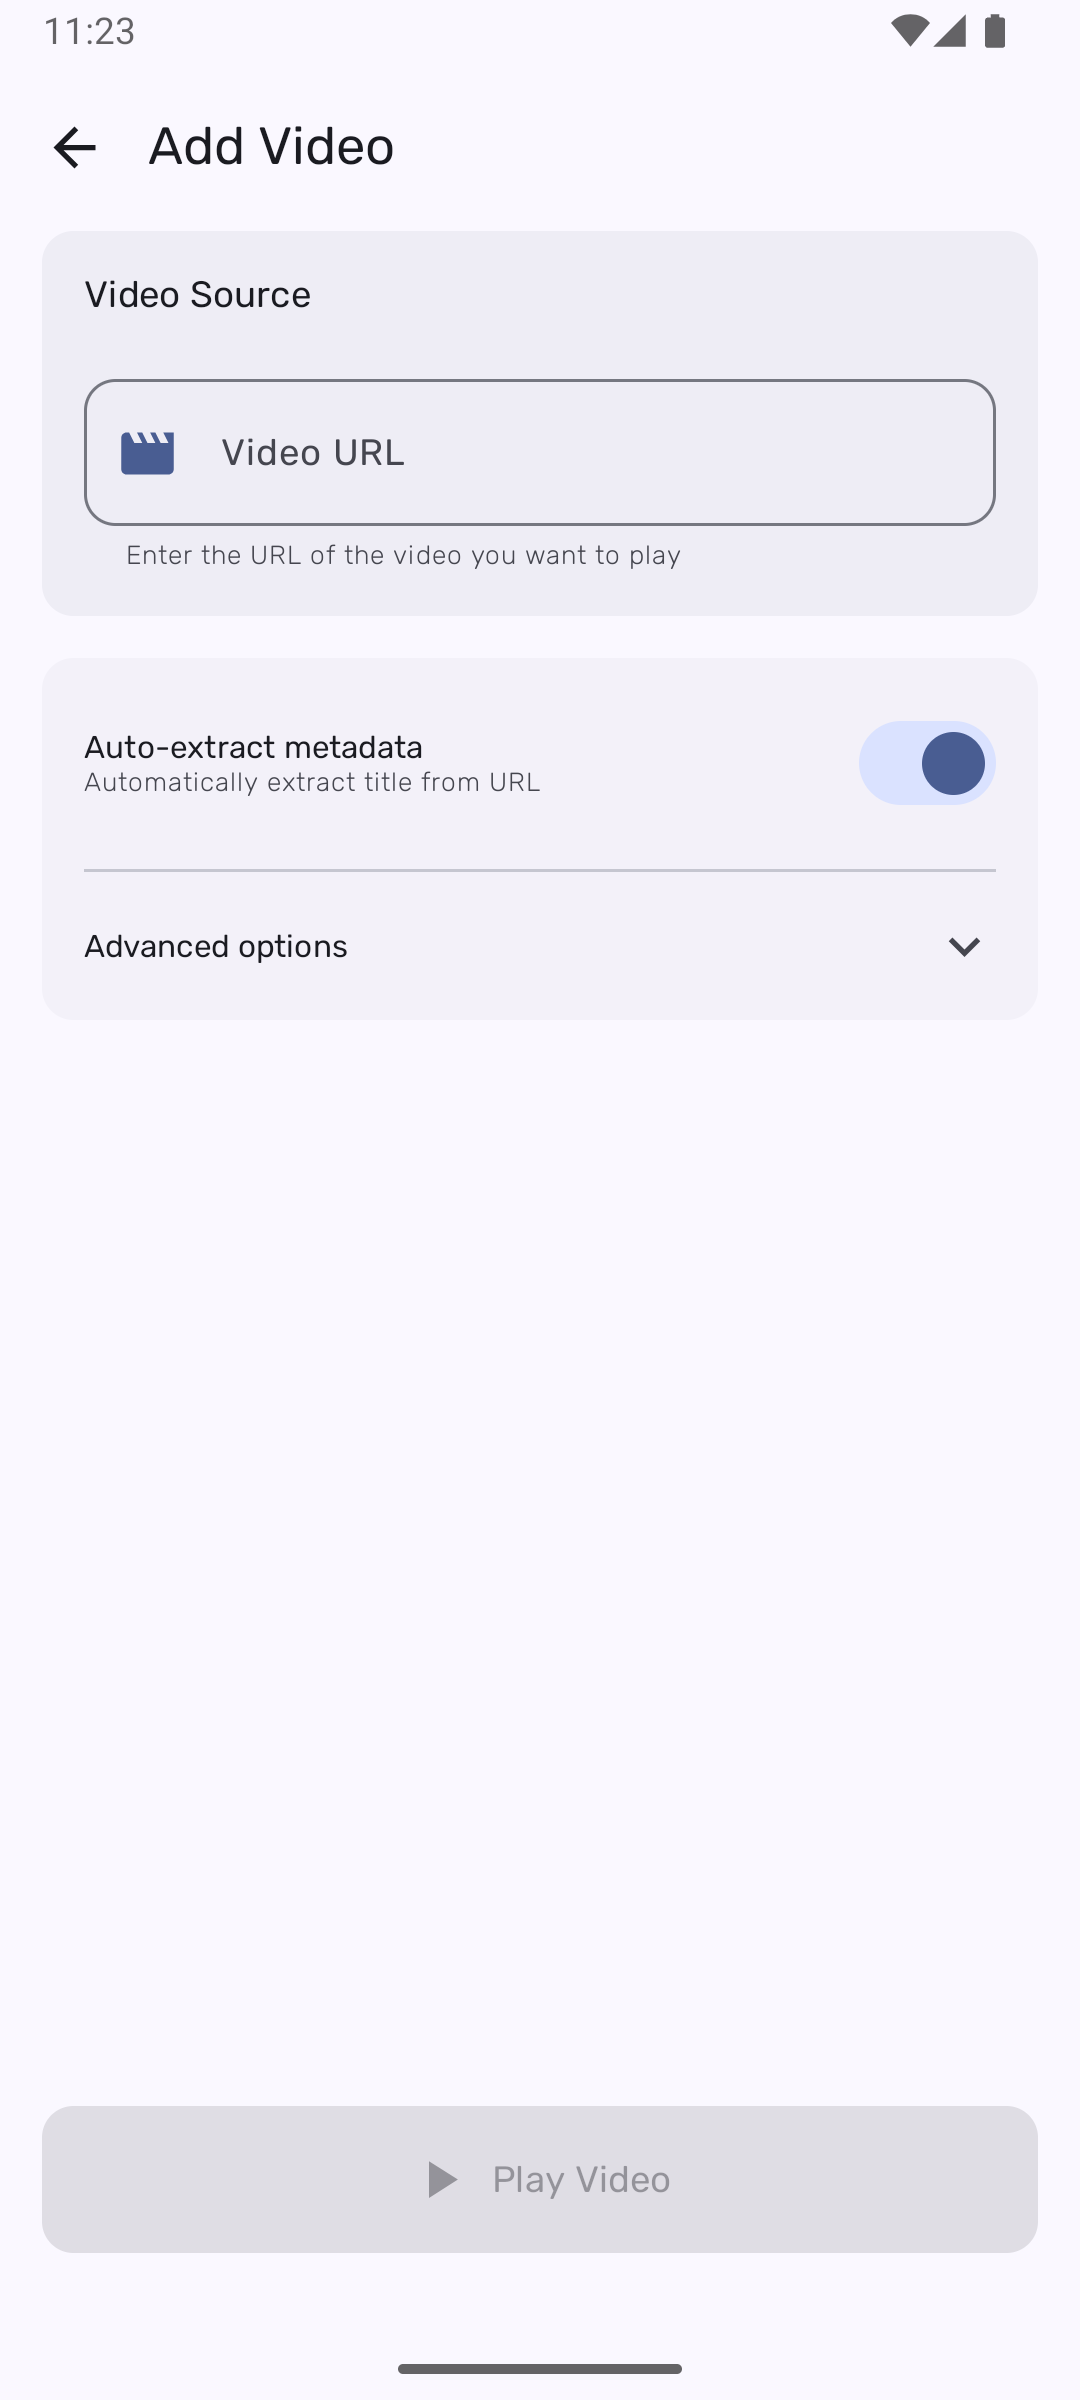 11:23
Add Video
Video Source
Video URL
Enter the URL of the video you want to play
Auto-extract metadata
Automatically extract title from URL
Advanced options
Play Video